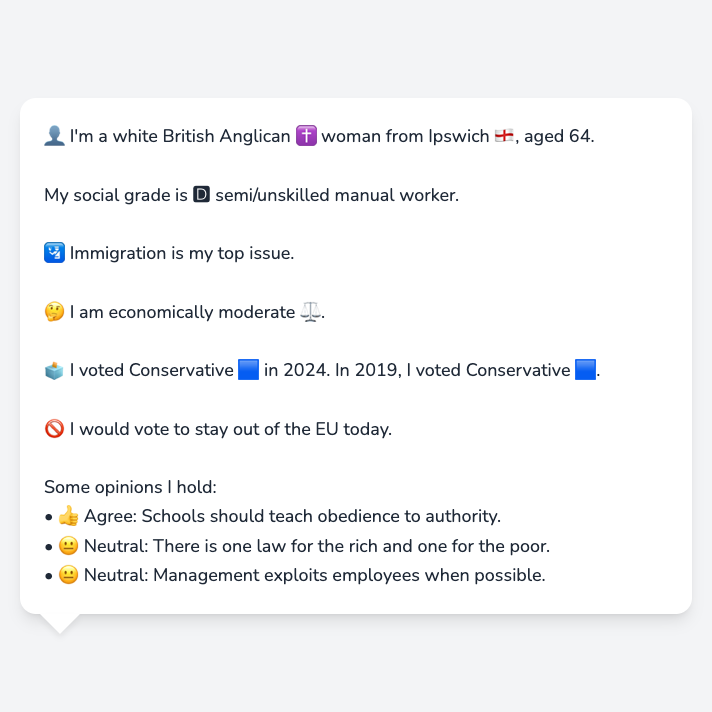 👤 I'm a white British Anglican ✝️ woman from Ipswich 🏴󠁧󠁢󠁥󠁮󠁧󠁿, aged 64.
My social grade is 🅳 semi/unskilled manual worker.
🛂 Immigration is my top issue.
🤔 I am economically moderate ⚖️.
🗳️ I voted Conservative 🟦 in 2024. In 2019, I voted Conservative 🟦.
🚫 I would vote to stay out of the EU today.
Some opinions I hold:
• 👍 Agree: Schools should teach obedience to authority.
• 😐 Neutral: There is one law for the rich and one for the poor.
• 😐 Neutral: Management exploits employees when possible.